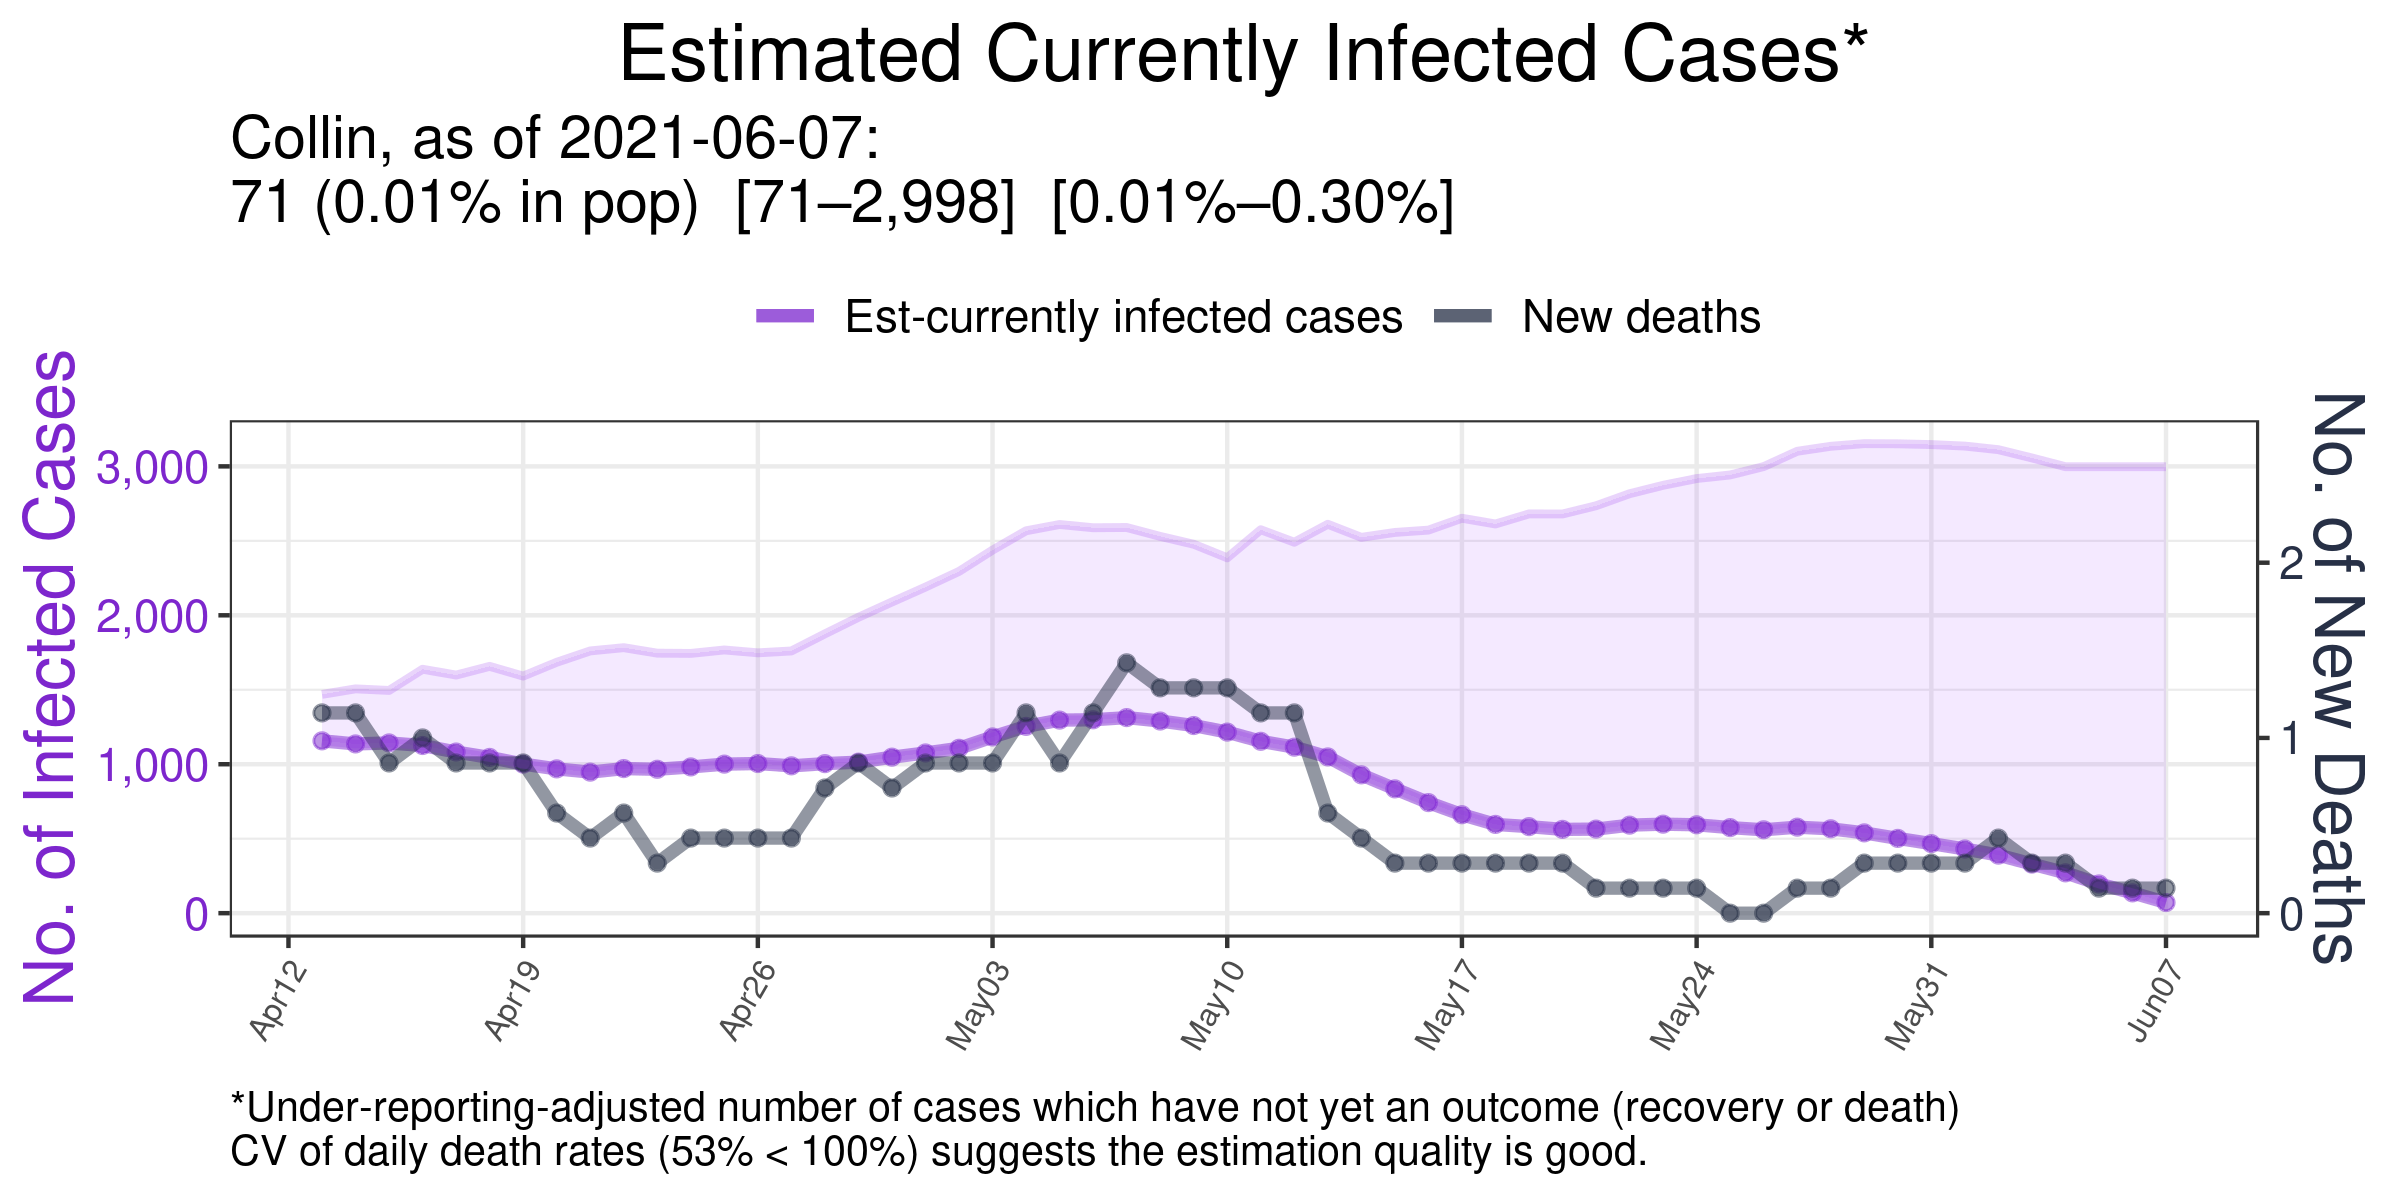 Estimated Currently Infected Cases*
Collin, as of 2021-06-07:
71 (0.01% in pop)  [71–2,998]  [0.01%–0.30%]
Est-currently infected cases
New deaths
No. of Infected Cases
3,000
2,000
1,000
0
No. of New Deaths
2
1
0
Apr12
Apr19
Apr26
May03
May10
May17
May24
May31
Jun07
*Under-reporting-adjusted number of cases which have not yet an outcome (recovery or death)
CV of daily death rates (53% < 100%) suggests the estimation quality is good.